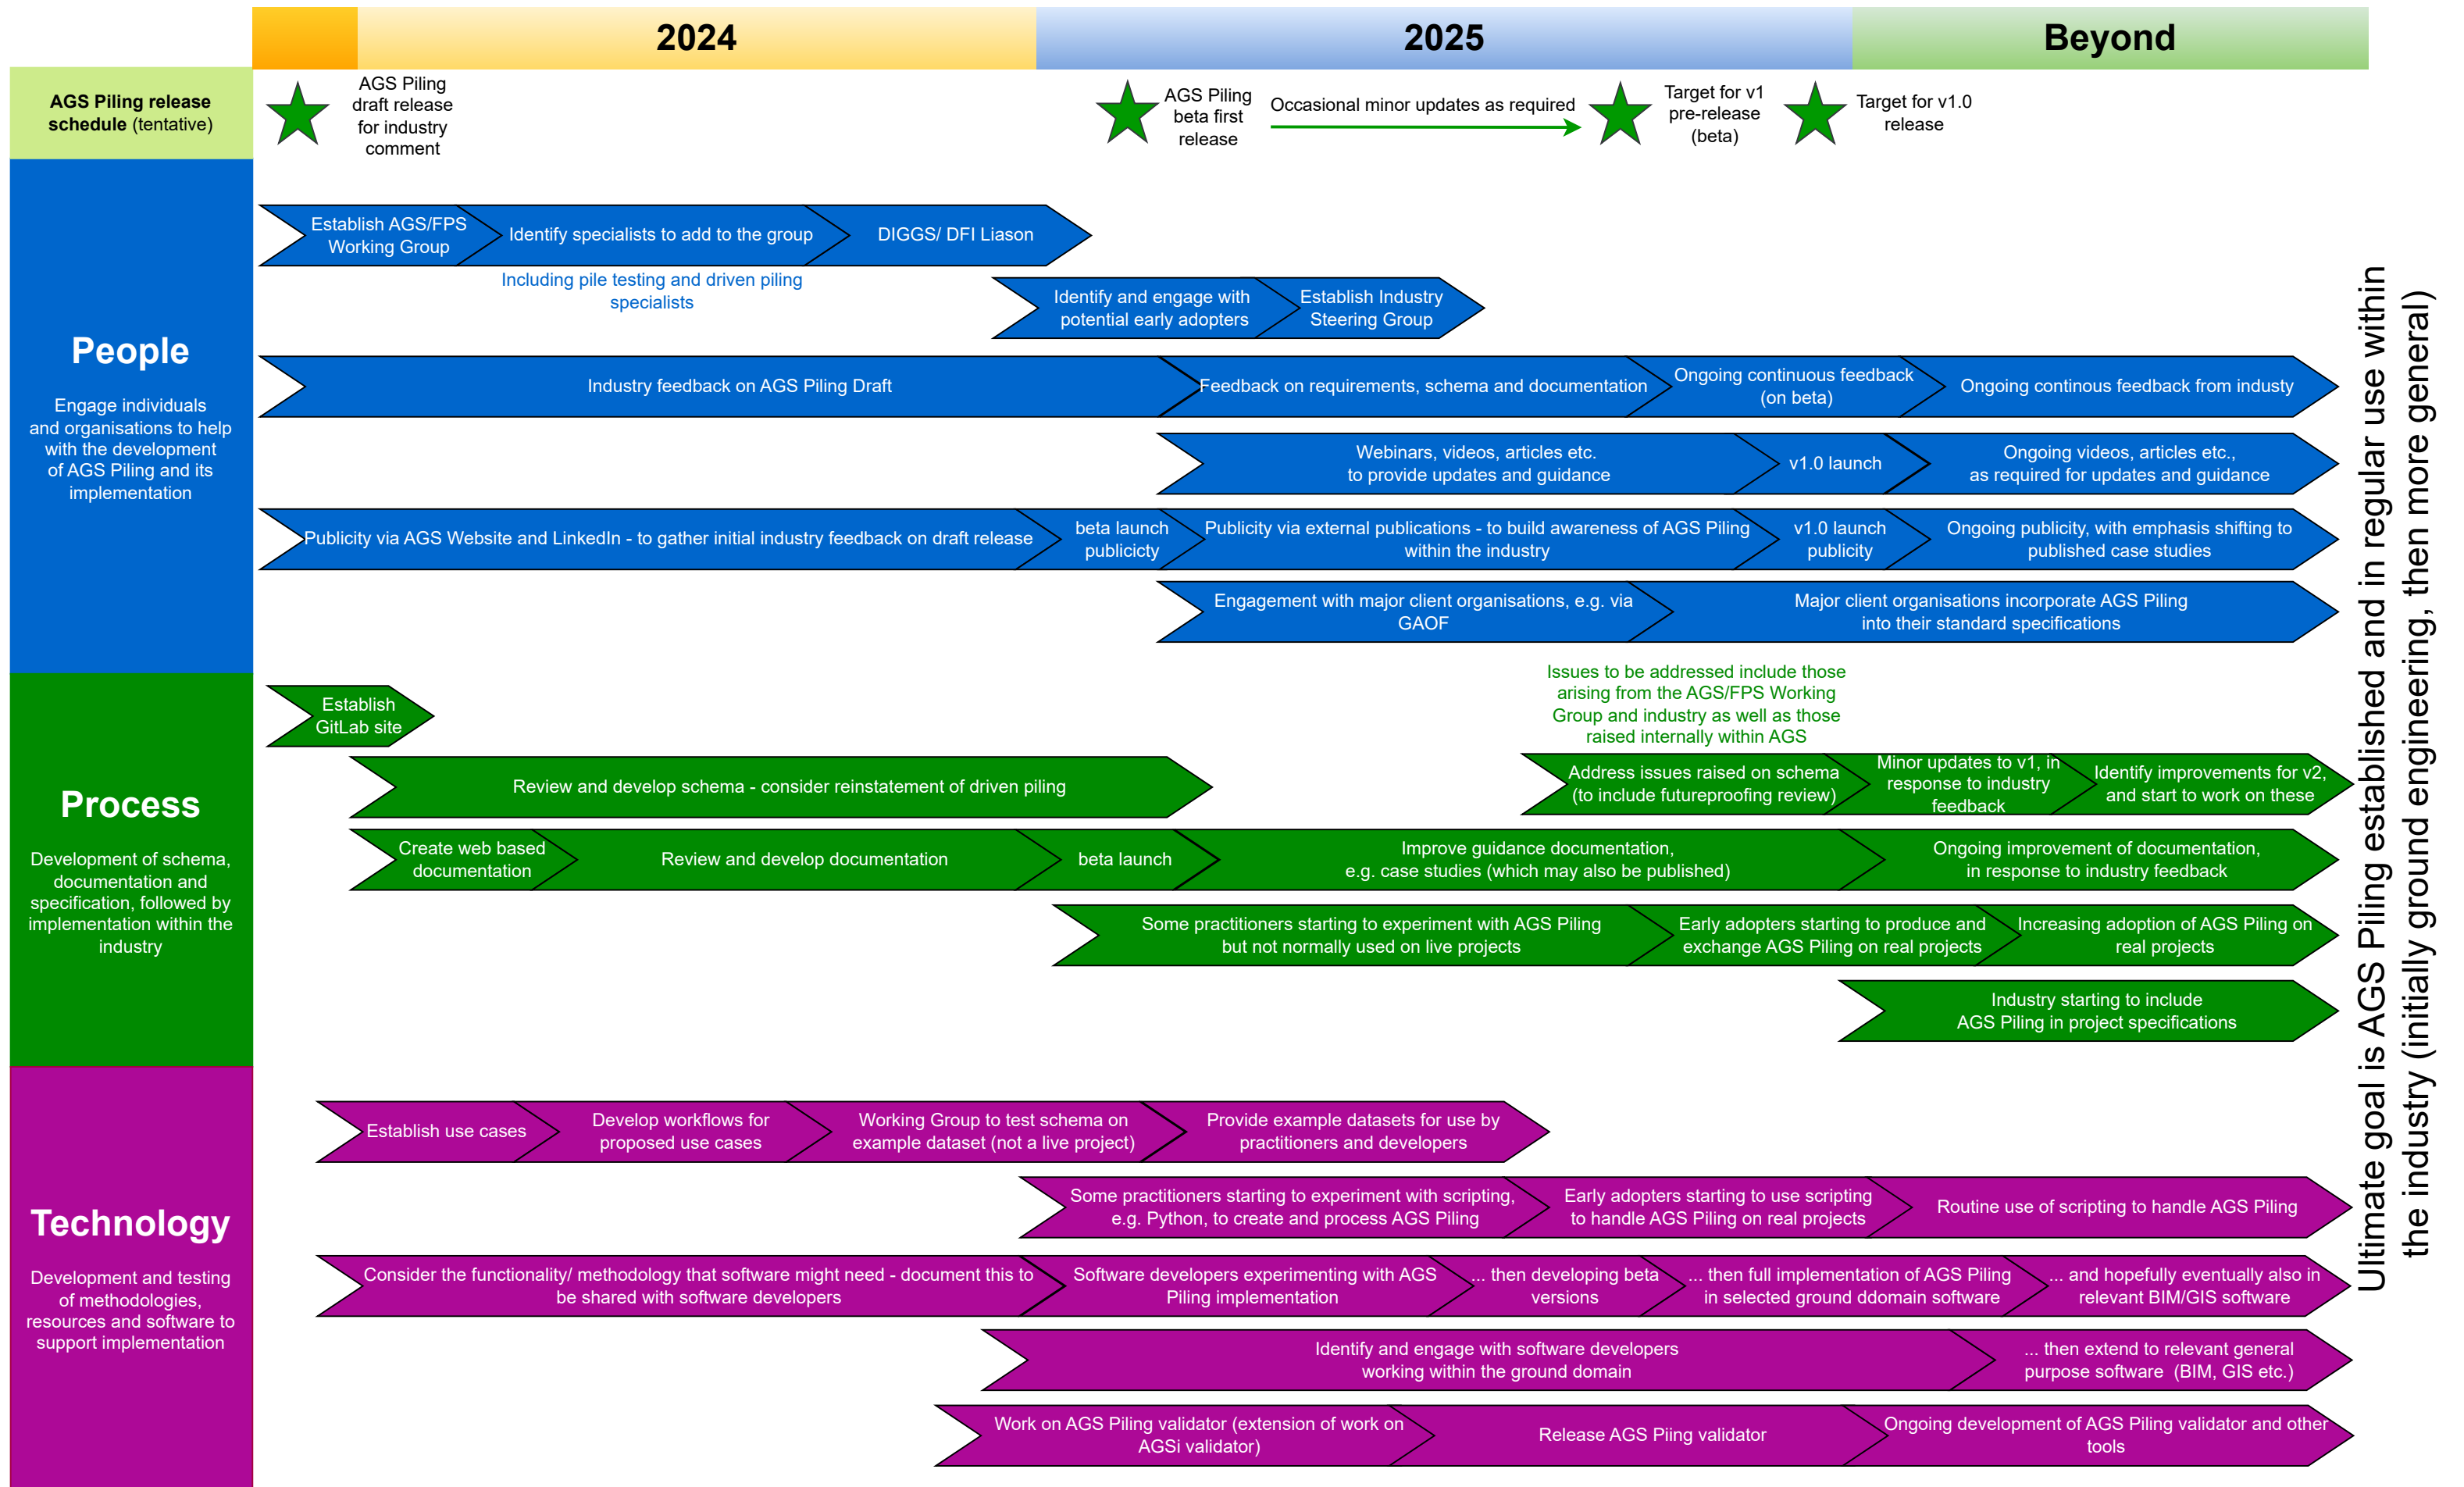 2024
2025
Beyond
AGS Piling release
schedule (tentative)
AGS Piling
draft release
for industry
comment
AGS Piling
beta first
release
Occasional minor updates as required
Target for v1
pre-release
(beta)
Target for v1.0
release
People
Engage individuals
and organisations to help
with the development
of AGS Piling and its
implementation
Establish AGS/FPS
Working Group
Identify specialists to add to the group
DIGGS/ DFI Liason
Including pile testing and driven piling
specialists
Identify and engage with
potential early adopters
Establish Industry
Steering Group
Industry feedback on AGS Piling Draft
Feedback on requirements, schema and documentation
Ongoing continuous feedback
(on beta)
Ongoing continous feedback from industy
Webinars, videos, articles etc.
to provide updates and guidance
v1.0 launch
Ongoing videos, articles etc.,
as required for updates and guidance
Publicity via AGS Website and LinkedIn - to gather initial industry feedback on draft release
beta launch
publicicty
Publicity via external publications - to build awareness of AGS Piling
within the industry
v1.0 launch
publicity
Ongoing publicity, with emphasis shifting to
published case studies
Engagement with major client organisations, e.g. via
GAOF
Major client organisations incorporate AGS Piling
into their standard specifications
Process
Development of schema,
documentation and
specification, followed by
implementation within the
industry
Establish
GitLab site
Issues to be addressed include those
arising from the AGS/FPS Working
Group and industry as well as those
raised internally within AGS
Review and develop schema - consider reinstatement of driven piling
Address issues raised on schema
(to include futureproofing review)
Minor updates to v1, in
response to industry
feedback
Identify improvements for v2,
and start to work on these
Create web based
documentation
Review and develop documentation
beta launch
Improve guidance documentation,
e.g. case studies (which may also be published)
Ongoing improvement of documentation,
in response to industry feedback
Some practitioners starting to experiment with AGS Piling
but not normally used on live projects
Early adopters starting to produce and
exchange AGS Piling on real projects
Increasing adoption of AGS Piling on
real projects
Industry starting to include
AGS Piling in project specifications
Technology
Development and testing
of methodologies,
resources and software to
support implementation
Establish use cases
Develop workflows for
proposed use cases
Working Group to test schema on
example dataset (not a live project)
Provide example datasets for use by
practitioners and developers
Some practitioners starting to experiment with scripting,
e.g. Python, to create and process AGS Piling
Early adopters starting to use scripting
to handle AGS Piling on real projects
Routine use of scripting to handle AGS Piling
Consider the functionality/ methodology that software might need - document this to
be shared with software developers
Software developers experimenting with AGS
Piling implementation
... then developing beta
versions
... then full implementation of AGS Piling
in selected ground ddomain software
... and hopefully eventually also in
relevant BIM/GIS software
Identify and engage with software developers
working within the ground domain
... then extend to relevant general
purpose software (BIM, GIS etc.)
Work on AGS Piling validator (extension of work on
AGSi validator)
Release AGS Piing validator
Ongoing development of AGS Piling validator and other
tools
Ultimate goal is AGS Piling established and in regular use within
the industry (initially ground engineering, then more general)